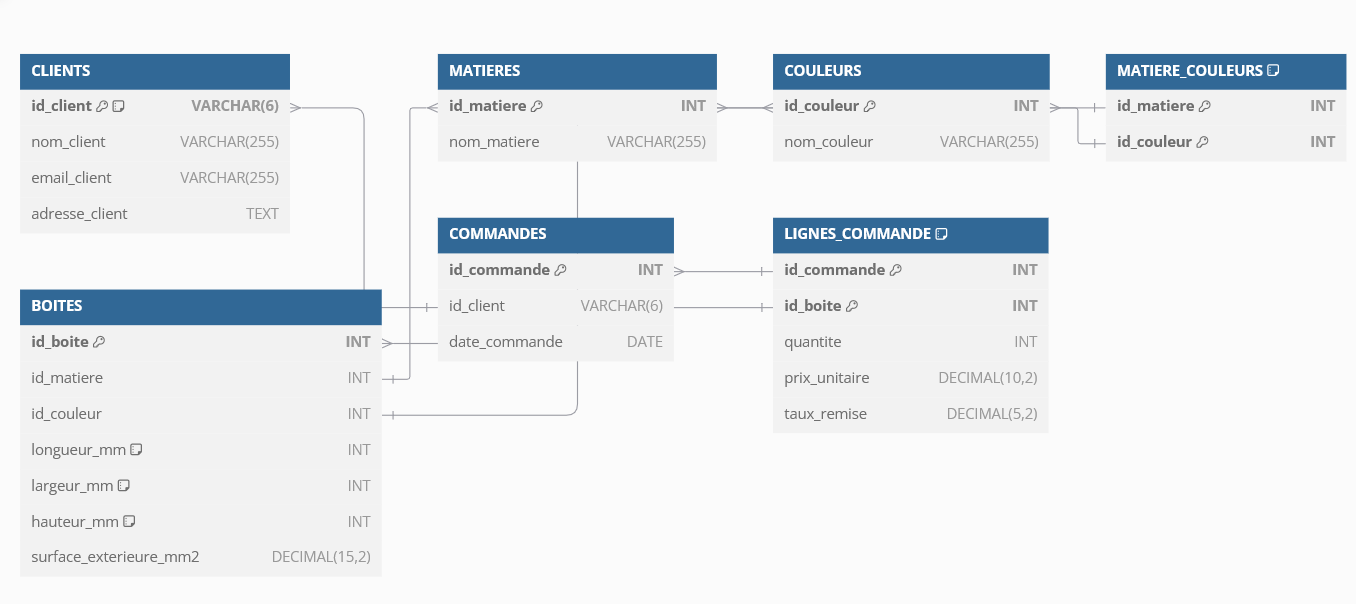 CLIENTS
id_client VARCHAR(6)
nom_client VARCHAR(255)
email_client VARCHAR(255)
adresse_client TEXT
MATIERES
id_matiere INT
nom_matiere VARCHAR(255)
COULEURS
id_couleur INT
nom_couleur VARCHAR(255)
MATIERE_COULEURS
id_matiere INT
id_couleur INT
BOITES
id_boite INT
id_matiere INT
id_couleur INT
longueur_mm INT
largeur_mm INT
hauteur_mm INT
surface_exterieure_mm2 DECIMAL(15,2)
COMMANDES
id_commande INT
id_client VARCHAR(6)
date_commande DATE
LIGNES_COMMANDE
id_commande INT
id_boite INT
quantite INT
prix_unitaire DECIMAL(10,2)
taux_remise DECIMAL(5,2)